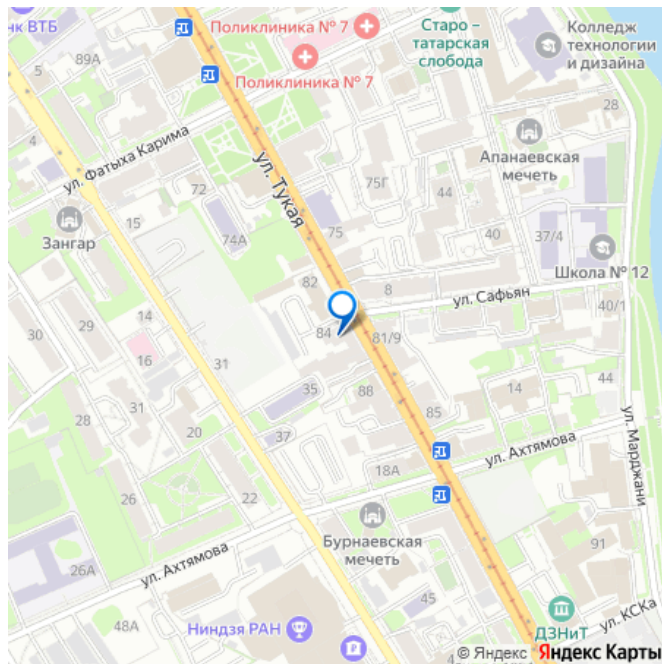 нк ВТБ
89А
5
4
Поликлиника № 7
Поликлиника № 7
Старо –
татарская
слобода
Колледж
технологии
и дизайна
28
ул. Фатыха Карима
ул. Тукая
Апанаевская
мечеть
72
75Г
44
15
Зангар
74А
75
40
37/4
Школа № 12
82
8
ул. Сафьян
40/1
14
29
30
84
81/9
16
31
35
88
14
44
28
31
20
37
85
ул. Марджани
18А
ул. Ахтямова
26
22
Бурнаевская
мечеть
91
ул. Ахтямова
26А
45
48А
Ниндзя РАН
ДЗНиТ
ул. КСКа
© Яндекс Яндекс Карты